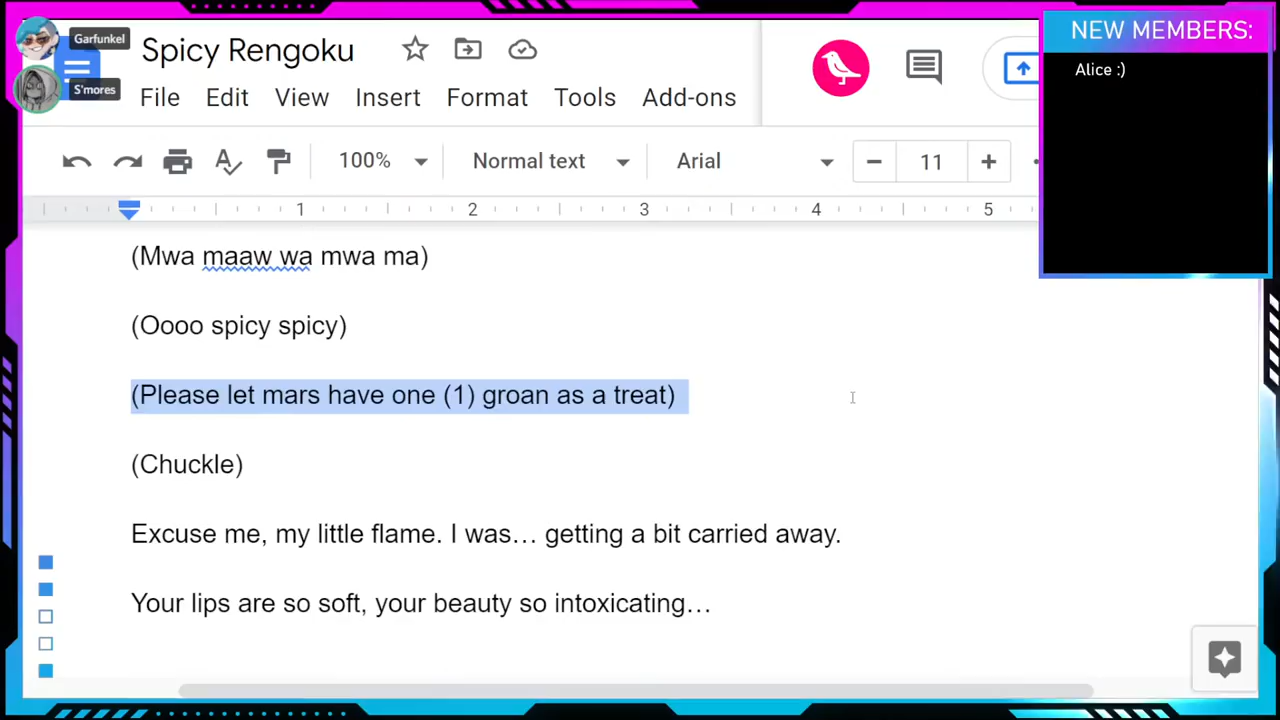 Garfunkel
S'mores
Spicy Rengoku
File Edit View Insert Format Tools Add-ons
NEW MEMBERS:
Alice :)
100% Normal text Arial 11
1 2 3 4 5
(Mwa maaw wa mwa ma)
(Oooo spicy spicy)
(Please let mars have one (1) groan as a treat)
(Chuckle)
Excuse me, my little flame. I was… getting a bit carried away.
Your lips are so soft, your beauty so intoxicating…